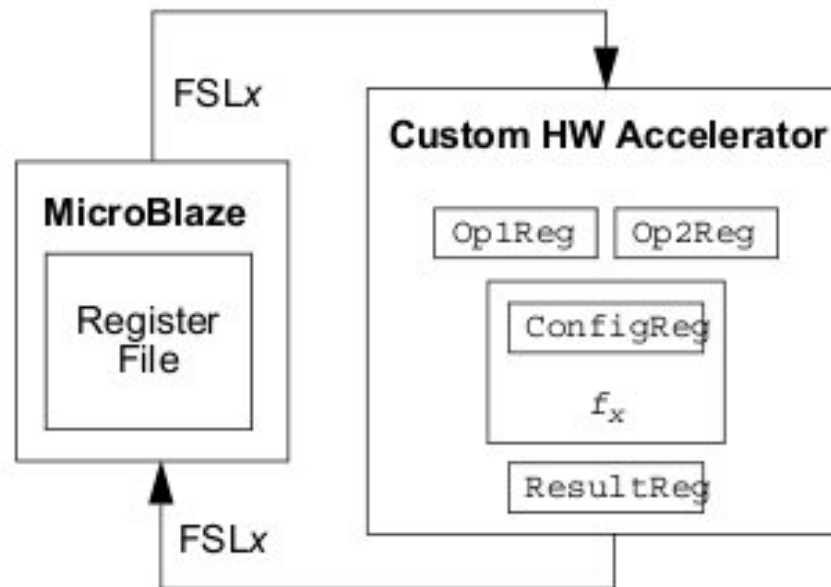 FSLx
Custom HW Accelerator
MicroBlaze
Op1Reg Op2Reg
Register
File
ConfigReg
fx
ResultReg
FSLx